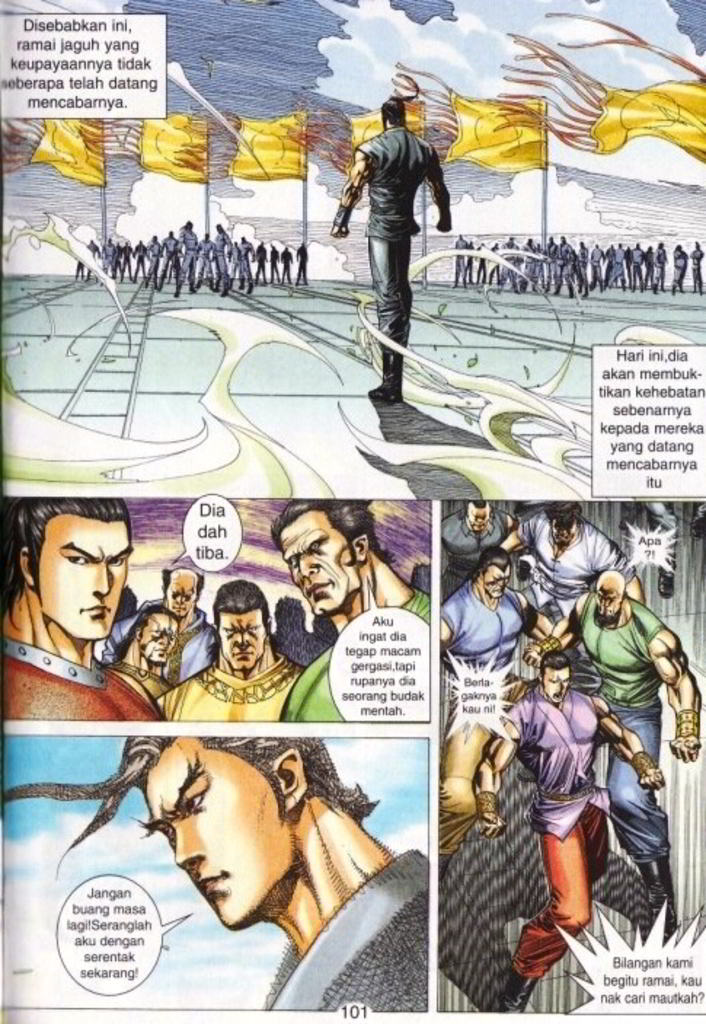 Disebabkan ini,
ramai jaguh yang
keupayaannya tidak
seberapa telah datang
mencabarnya.
Hari ini,dia
akan membuk-
tikan kehebatan
sebenarnya
kepada mereka
yang datang
mencabarnya
itu
Dia
dah
tiba.
Aku
ingat dia
tegap macam
gergasi,tapi
rupanya dia
seorang budak
mentah.
Apa
?!
Berla-
gaknya
kau ni!
Jangan
buang masa
lagi!Seranglah
aku dengan
serentak
sekarang!
Bilangan kami
begitu ramai, kau
nak cari mautkah?
101